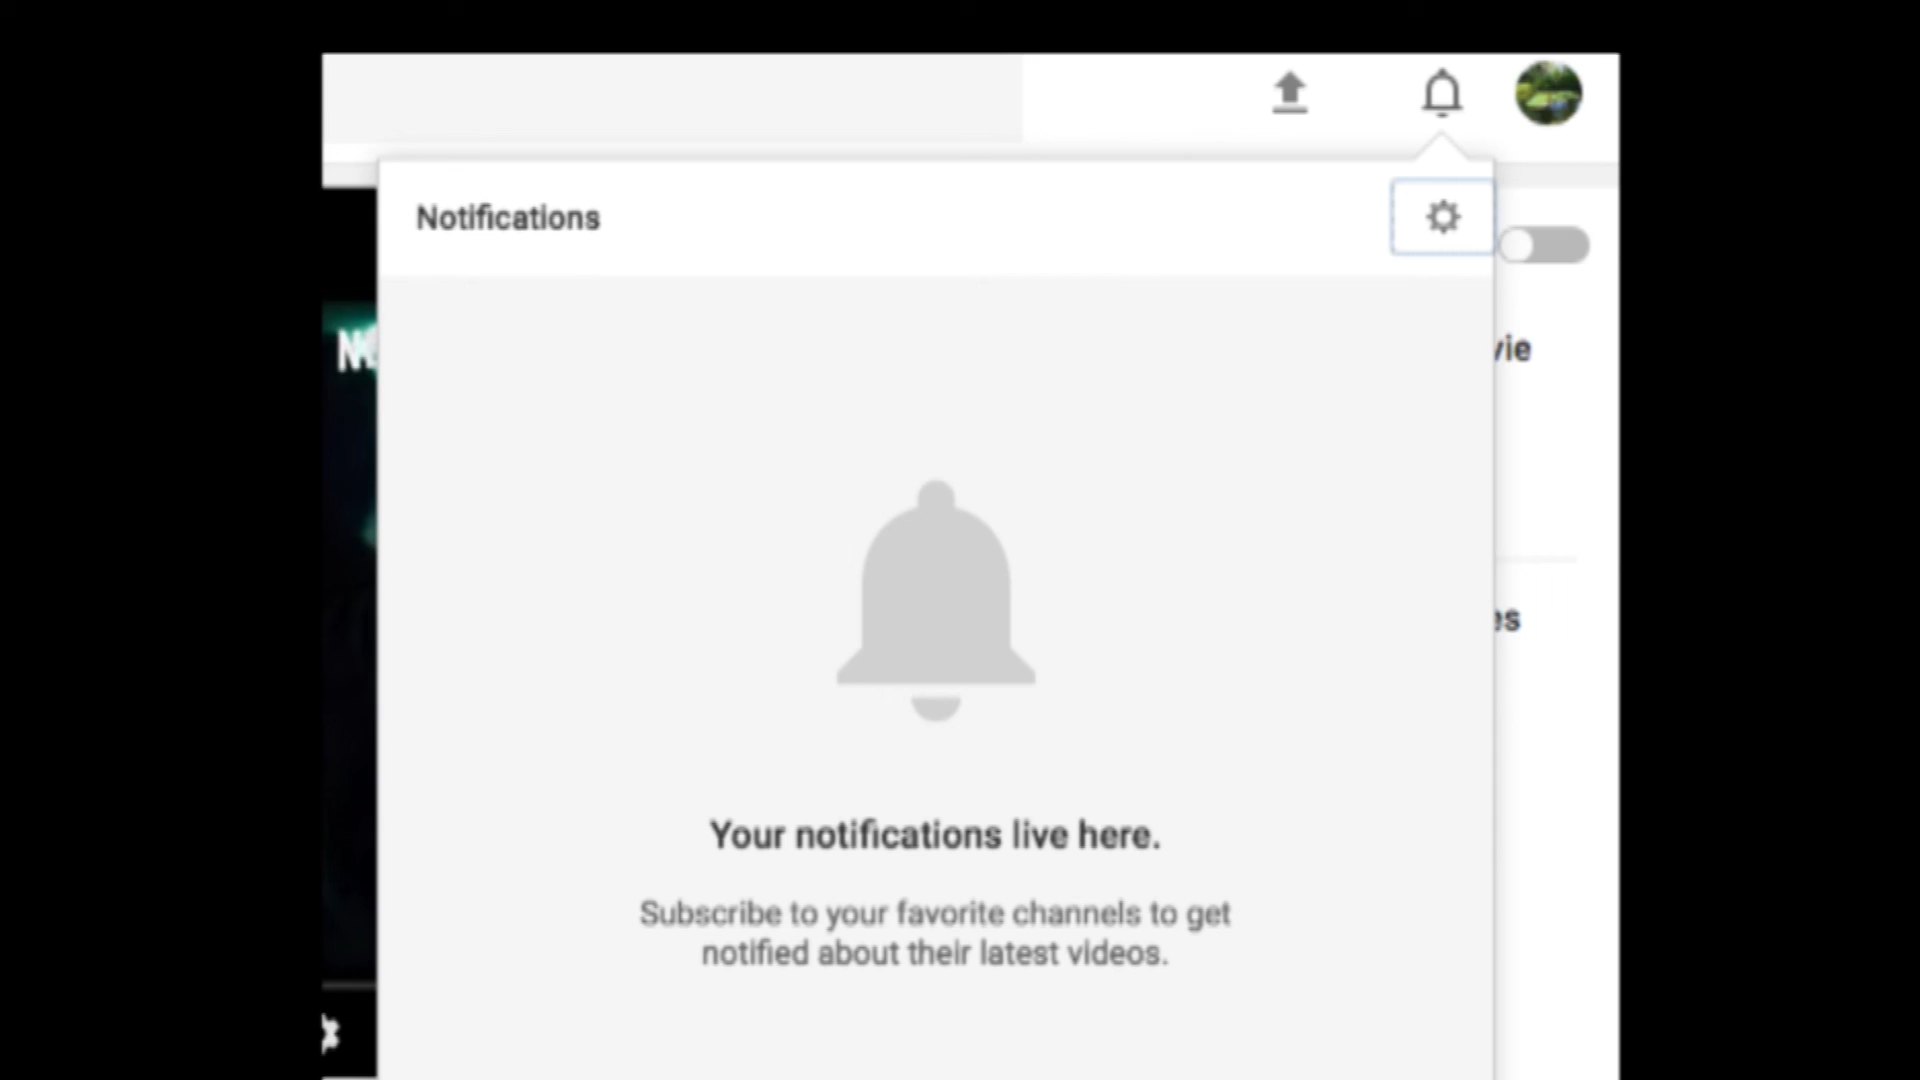 Notifications
Your notifications live here.
Subscribe to your favorite channels to get
notified about their latest videos.